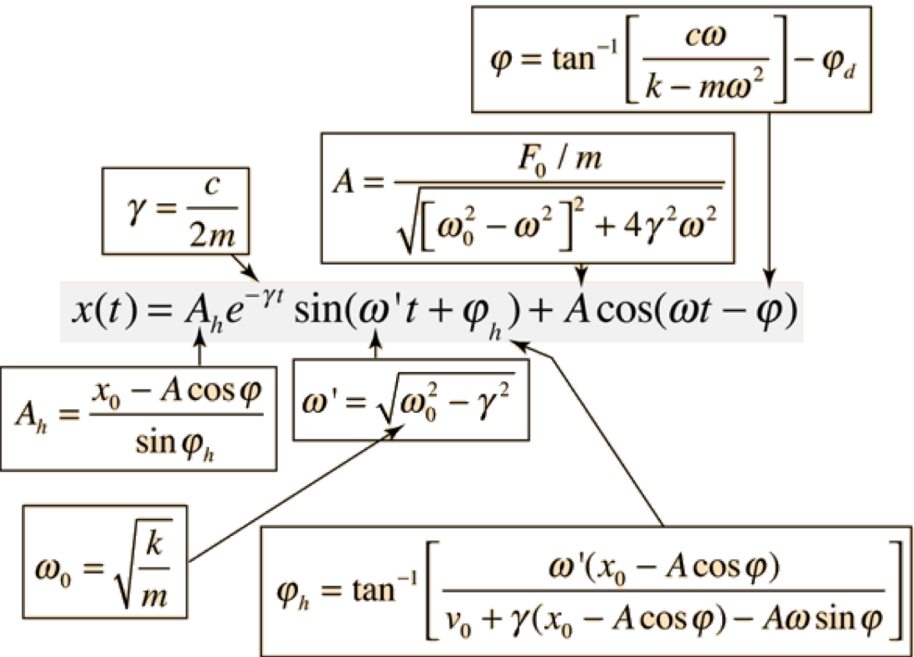 φ = tan⁻¹[cω / (k − mω²)] − φ_d
A = (F₀ / m) / √([ω₀² − ω²]² + 4γ²ω²)
γ = c / 2m
x(t) = A_h e^(−γt) sin(ω't + φ_h) + A cos(ωt − φ)
A_h = (x₀ − A cos φ) / sin φ_h
ω' = √(ω₀² − γ²)
ω₀ = √(k / m)
φ_h = tan⁻¹[ω'(x₀ − A cos φ) / (v₀ + γ(x₀ − A cos φ) − Aω sin φ)]